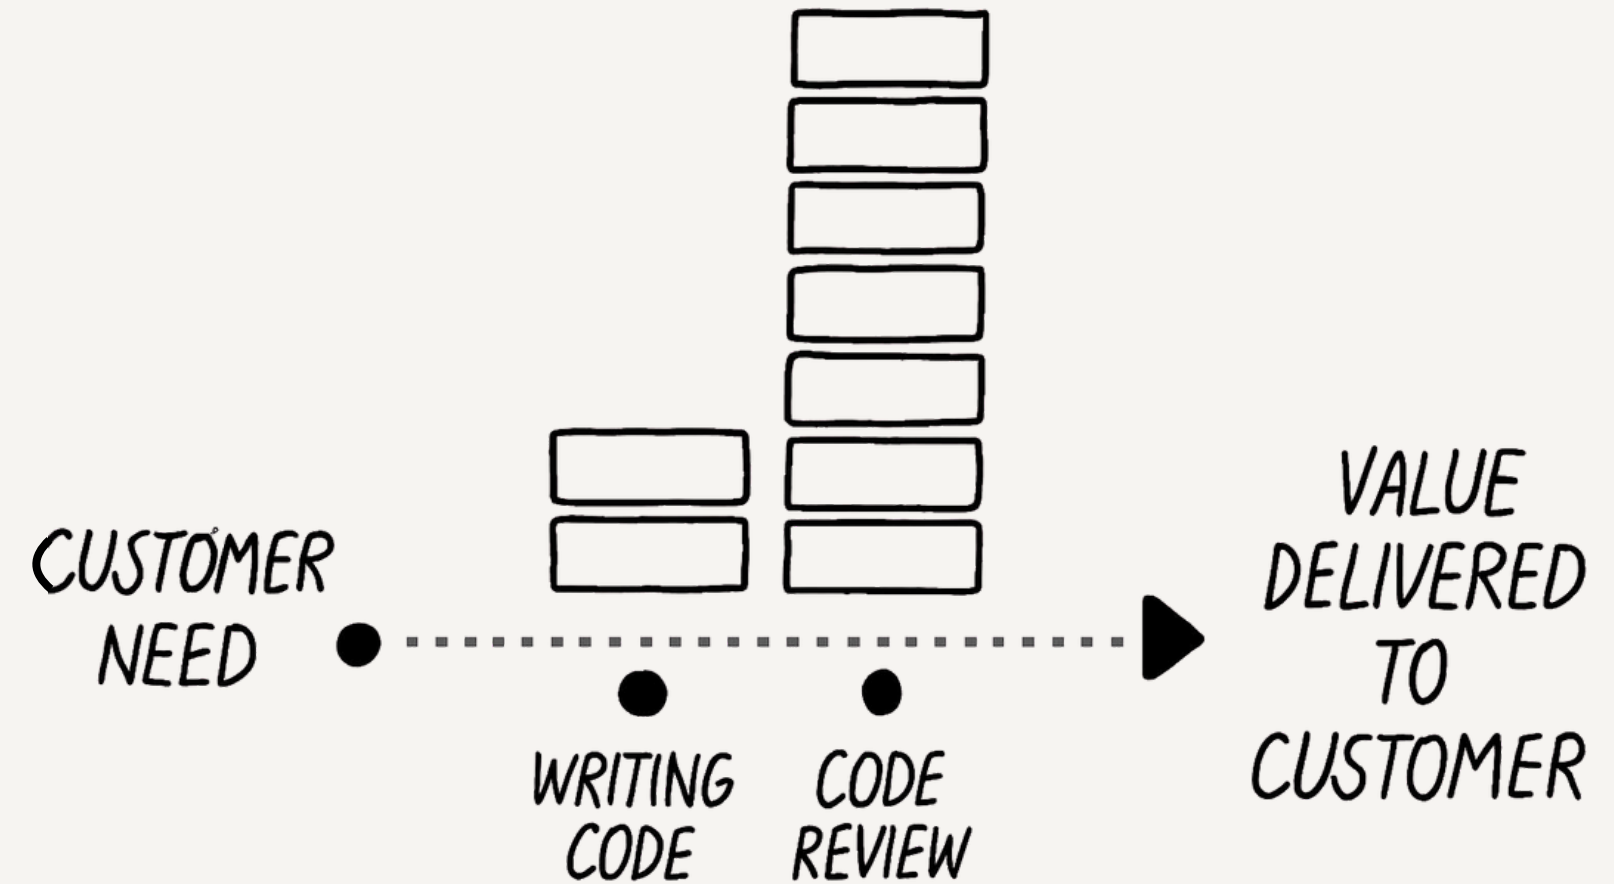 CUSTOMER
NEED
WRITING
CODE
CODE
REVIEW
VALUE
DELIVERED
TO
CUSTOMER